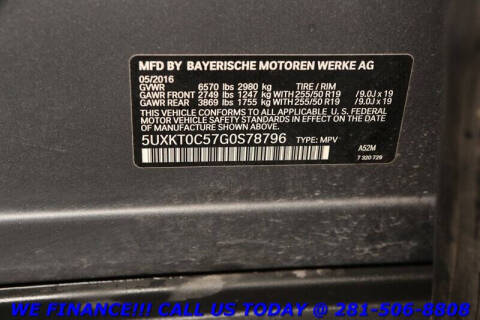 MFD BY BAYERISCHE MOTOREN WERKE AG
05/2016
GVWR 6570 lbs 2980 kg TIRE / RIM
GAWR FRONT 2749 lbs 1247 kg WITH 255/50 R19 / 9.0J x 19
GAWR REAR 3869 lbs 1755 kg WITH 255/50 R19 / 9.0J x 19
THIS VEHICLE CONFORMS TO ALL APPLICABLE U. S. FEDERAL
MOTOR VEHICLE SAFETY STANDARDS IN EFFECT ON THE
DATE OF MANUFACTURE SHOWN ABOVE.
5UXKT0C57G0S78796 TYPE: MPV
A52M
7 320 729
WE FINANCE!!! CALL US TODAY @ 281-506-8808